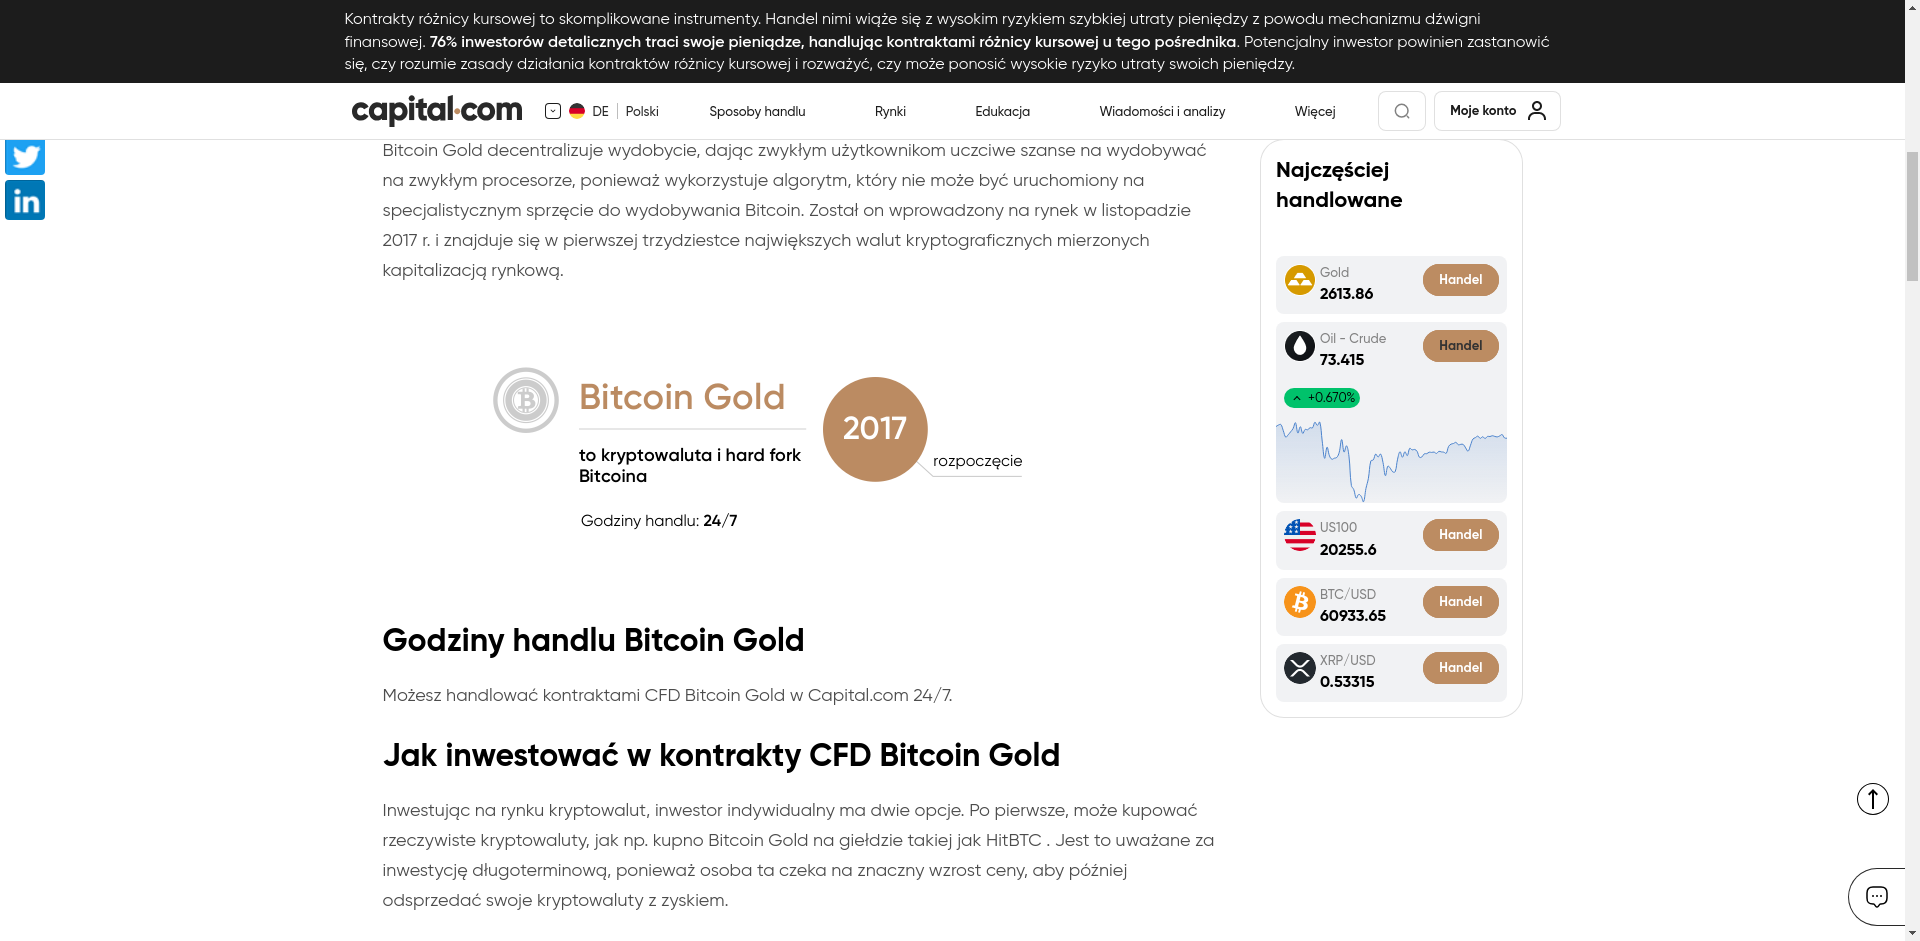 Kontrakty różnicy kursowej to skomplikowane instrumenty. Handel nimi wiąże się z wysokim ryzykiem szybkiej utraty pieniędzy z powodu mechanizmu dźwigni
finansowej. 76% inwestorów detalicznych traci swoje pieniądze, handlując kontraktami różnicy kursowej u tego pośrednika. Potencjalny inwestor powinien zastanowić
się, czy rozumie zasady działania kontraktów różnicy kursowej i rozważyć, czy może ponosić wysokie ryzyko utraty swoich pieniędzy.
capital.com
DE
Polski
Sposoby handlu
Rynki
Edukacja
Wiadomości i analizy
Więcej
Moje konto
in
Bitcoin Gold decentralizuje wydobycie, dając zwykłym użytkownikom uczciwe szanse na wydobywać
na zwykłym procesorze, ponieważ wykorzystuje algorytm, który nie może być uruchomiony na
specjalistycznym sprzęcie do wydobywania Bitcoin. Został on wprowadzony na rynek w listopadzie
2017 r. i znajduje się w pierwszej trzydziestce największych walut kryptograficznych mierzonych
kapitalizacją rynkową.
Bitcoin Gold
to kryptowaluta i hard fork
Bitcoina
Godziny handlu: 24/7
2017
rozpoczęcie
Godziny handlu Bitcoin Gold
Możesz handlować kontraktami CFD Bitcoin Gold w Capital.com 24/7.
Jak inwestować w kontrakty CFD Bitcoin Gold
Inwestując na rynku kryptowalut, inwestor indywidualny ma dwie opcje. Po pierwsze, może kupować
rzeczywiste kryptowaluty, jak np. kupno Bitcoin Gold na giełdzie takiej jak HitBTC . Jest to uważane za
inwestycję długoterminową, ponieważ osoba ta czeka na znaczny wzrost ceny, aby później
odsprzedać swoje kryptowaluty z zyskiem.
Najczęściej
handlowane
Gold
2613.86
Handel
Oil - Crude
73.415
Handel
+0.670%
US100
20255.6
Handel
BTC/USD
60933.65
Handel
XRP/USD
0.53315
Handel